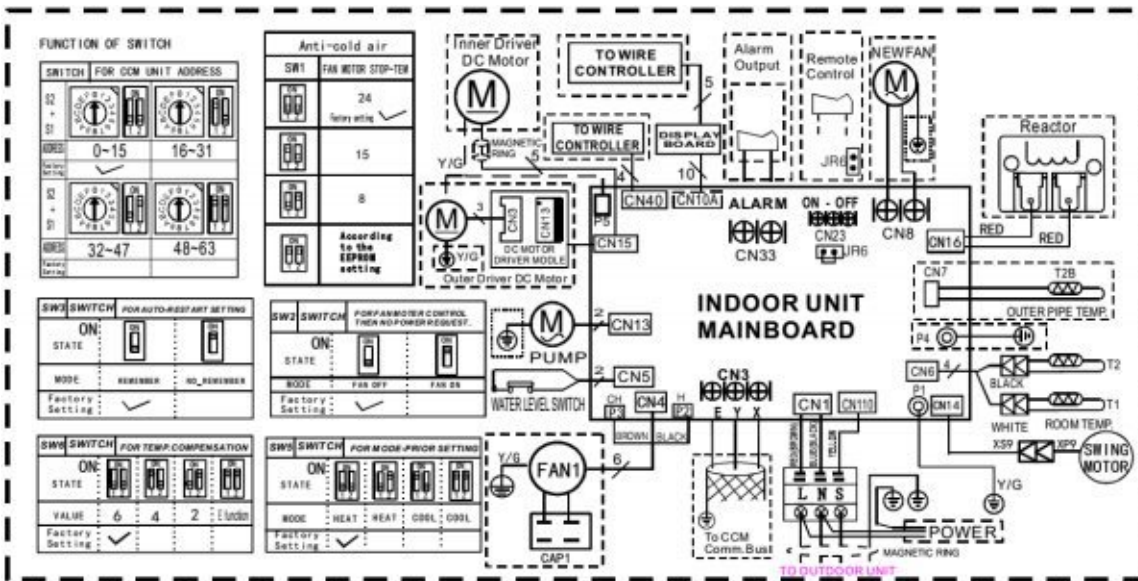 FUNCTION OF SWITCH
SWITCH FOR CCM UNIT ADDRESS
S2
+
S1
ADDRESS 0~15 16~31
Factory Setting
S2
+
S1
ADDRESS 32~47 48~63
Factory Setting
Anti-cold air
SW1 FAN MOTOR STOP-TEM
ON
24
Factory setting
ON
15
ON
8
ON
According
to the
EEPROM
setting
SW3 SWITCH FOR AUTO-RESTART SETTING
ON
STATE
MODE REMEMBER NO_REMEMBER
Factory
Setting
SW2 SWITCH FOR FAN MOTER CONTROL
THEN NO POWER REQUEST.
ON
STATE
MODE FAN OFF FAN ON
Factory
Setting
SW6 SWITCH FOR TEMP. COMPENSATION
ON
STATE
VALUE 6 4 2 E function
Factory
Setting
SW5 SWITCH FOR MODE-PRIOR SETTING
ON
STATE
MODE HEAT HEAT COOL COOL
Factory
Setting
Inner Driver
DC Motor
M
Y/G
MAGNETIC
RING
5
TO WIRE
CONTROLLER
5
TO WIRE
CONTROLLER
4
DISPLAY
BOARD
10
Alarm
Output
Remote
Control
JR6
NEWFAN
M
Reactor
RED
RED
M
3
Y/G
CN3
CN13
DC MOTOR
DRIVER MODLE
Outer Driver DC Motor
P5
CN40
CN10A
CN15
ALARM
CN33
ON - OFF
CN23
JR6
CN8
CN16
INDOOR UNIT
MAINBOARD
CN7
T2B
OUTER PIPE TEMP.
P4
M
PUMP
2
CN13
WATER LEVEL SWITCH
2
CN5
CN4
CH
P3
H
P2
BROWN
BLACK
CN3
E Y X
CN1
CN110
CN6
4
P1
CN14
BLACK
T2
WHITE
T1
ROOM TEMP.
XS9
XP9
SWING
MOTOR
Y/G
Y/G
FAN1
6
CAP1
To CCM
Comm.Bus
YELLOW
L N S
POWER
MAGNETIC RING
TO OUTDOOR UNIT